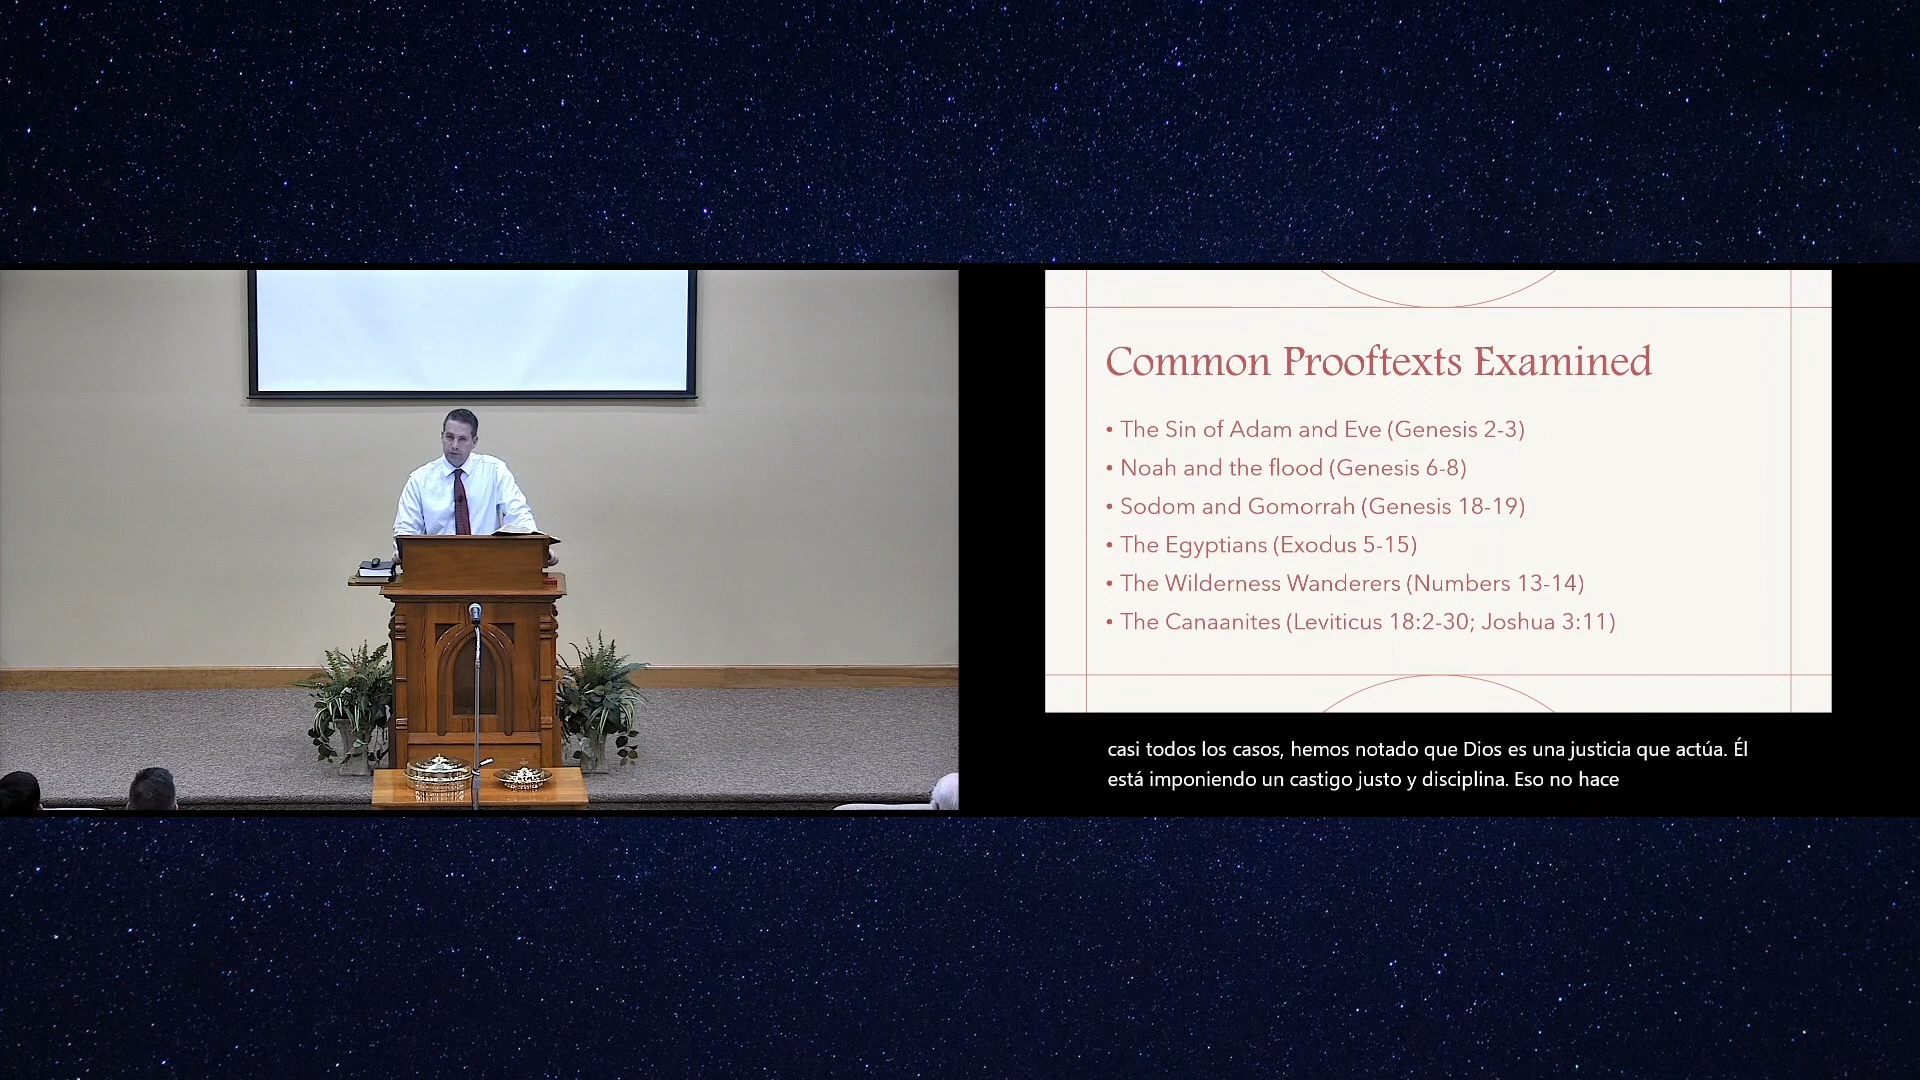 Common Prooftexts Examined
• The Sin of Adam and Eve (Genesis 2-3)
• Noah and the flood (Genesis 6-8)
• Sodom and Gomorrah (Genesis 18-19)
• The Egyptians (Exodus 5-15)
• The Wilderness Wanderers (Numbers 13-14)
• The Canaanites (Leviticus 18:2-30; Joshua 3:11)
casi todos los casos, hemos notado que Dios es una justicia que actúa. Él
está imponiendo un castigo justo y disciplina. Eso no hace